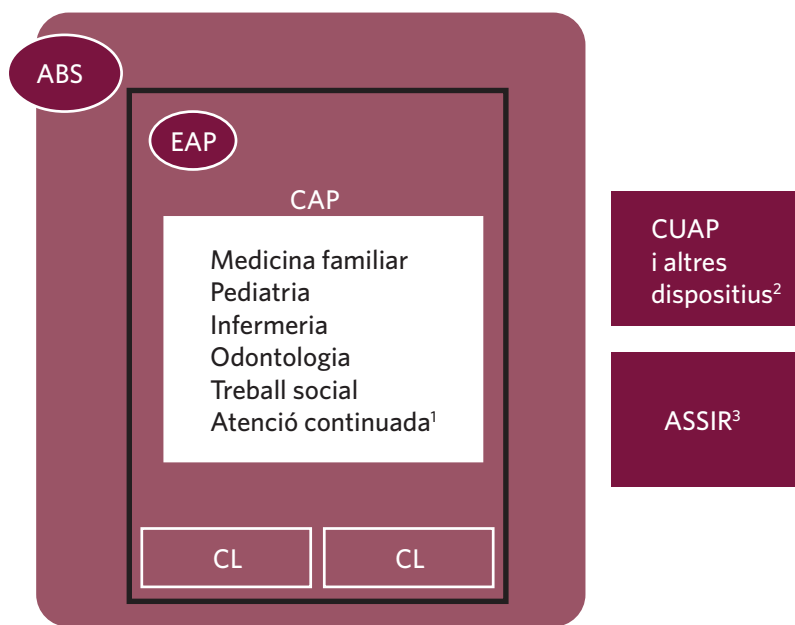 ABS
EAP
CAP
Medicina familiar
Pediatria
Infermeria
Odontologia
Treball social
Atenció continuada¹
CL
CL
CUAP
i altres
dispositius²
ASSIR³